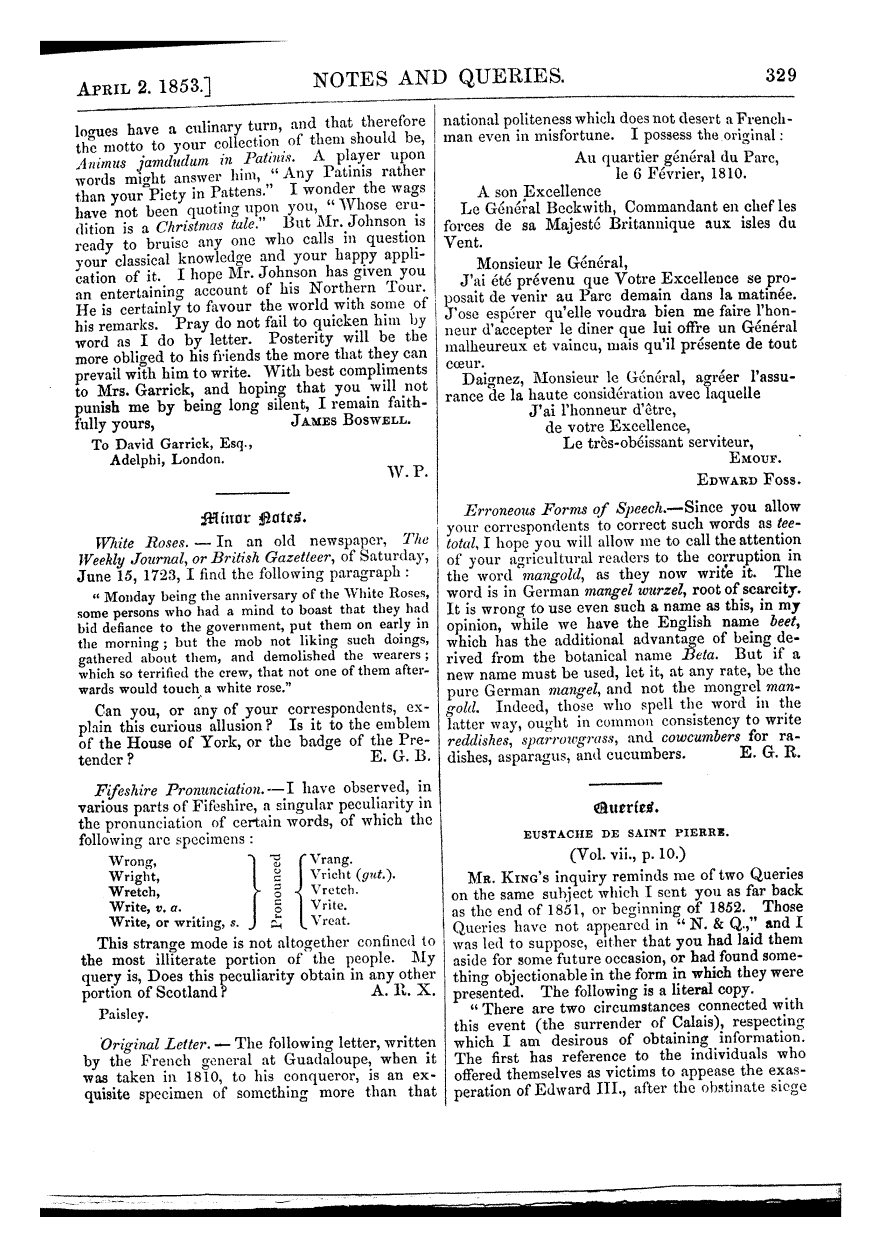 APRIL 2. 1853.]
NOTES AND QUERIES.
329
logues have a culinary turn, and that therefore
the motto to your collection of them should be,
Animus jamdudum in Patinis. A player upon
words might answer him, "Any Patinis rather
than your Piety in Pattens." I wonder the wags
have not been quoting upon you, "Whose eru-
dition is a Christmas tale." But Mr. Johnson is
ready to bruise any one who calls in question
your classical knowledge and your happy appli-
cation of it. I hope Mr. Johnson has given you
an entertaining account of his Northern Tour.
He is certainly to favour the world with some of
his remarks. Pray do not fail to quicken him by
word as I do by letter. Posterity will be the
more obliged to his friends the more that they can
prevail with him to write. With best compliments
to Mrs. Garrick, and hoping that you will not
punish me by being long silent, I remain faith-
fully yours, JAMES BOSWELL.
To David Garrick, Esq.,
Adelphi, London.
W. P.
Minor Notes.
White Roses. — In an old newspaper, The
Weekly Journal, or British Gazetteer, of Saturday,
June 15, 1723, I find the following paragraph:
"Monday being the anniversary of the White Roses,
some persons who had a mind to boast that they had
bid defiance to the government, put them on early in
the morning; but the mob not liking such doings,
gathered about them, and demolished the wearers;
which so terrified the crew, that not one of them after-
wards would touch a white rose."
Can you, or any of your correspondents, ex-
plain this curious allusion? Is it to the emblem
of the House of York, or the badge of the Pre-
tender? E. G. B.
Fifeshire Pronunciation.—I have observed, in
various parts of Fifeshire, a singular peculiarity in
the pronunciation of certain words, of which the
following are specimens:
Wrong, Vrang.
Wright, Vricht (gut.).
Wretch, Pronounced Vretch.
Write, v. a. Vrite.
Write, or writing, s. Vreat.
This strange mode is not altogether confined to
the most illiterate portion of the people. My
query is, Does this peculiarity obtain in any other
portion of Scotland? A. R. X.
Paisley.
Original Letter. — The following letter, written
by the French general at Guadaloupe, when it
was taken in 1810, to his conqueror, is an ex-
quisite specimen of something more than that
national politeness which does not desert a French-
man even in misfortune. I possess the original:
Au quartier général du Parc,
le 6 Février, 1810.
A son Excellence
Le Général Beckwith, Commandant en chef les
forces de sa Majesté Britannique aux isles du
Vent.
Monsieur le Général,
J'ai été prévenu que Votre Excellence se pro-
posait de venir au Parc demain dans la matinée.
J'ose espérer qu'elle voudra bien me faire l'hon-
neur d'accepter le diner que lui offre un Général
malheureux et vaincu, mais qu'il présente de tout
cœur.
Daignez, Monsieur le Général, agréer l'assu-
rance de la haute considération avec laquelle
J'ai l'honneur d'être,
de votre Excellence,
Le très-obéissant serviteur,
EMOUF.
EDWARD FOSS.
Erroneous Forms of Speech.—Since you allow
your correspondents to correct such words as tee-
total, I hope you will allow me to call the attention
of your agricultural readers to the corruption in
the word mangold, as they now write it. The
word is in German mangel wurzel, root of scarcity.
It is wrong to use even such a name as this, in my
opinion, while we have the English name beet,
which has the additional advantage of being de-
rived from the botanical name Beta. But if a
new name must be used, let it, at any rate, be the
pure German mangel, and not the mongrel man-
gold. Indeed, those who spell the word in the
latter way, ought in common consistency to write
reddishes, sparrowgrass, and cowcumbers for ra-
dishes, asparagus, and cucumbers. E. G. R.
Queries.
EUSTACHE DE SAINT PIERRE.
(Vol. vii., p. 10.)
MR. KING'S inquiry reminds me of two Queries
on the same subject which I sent you as far back
as the end of 1851, or beginning of 1852. Those
Queries have not appeared in "N. & Q.," and I
was led to suppose, either that you had laid them
aside for some future occasion, or had found some-
thing objectionable in the form in which they were
presented. The following is a literal copy.
"There are two circumstances connected with
this event (the surrender of Calais), respecting
which I am desirous of obtaining information.
The first has reference to the individuals who
offered themselves as victims to appease the exas-
peration of Edward III., after the obstinate siege